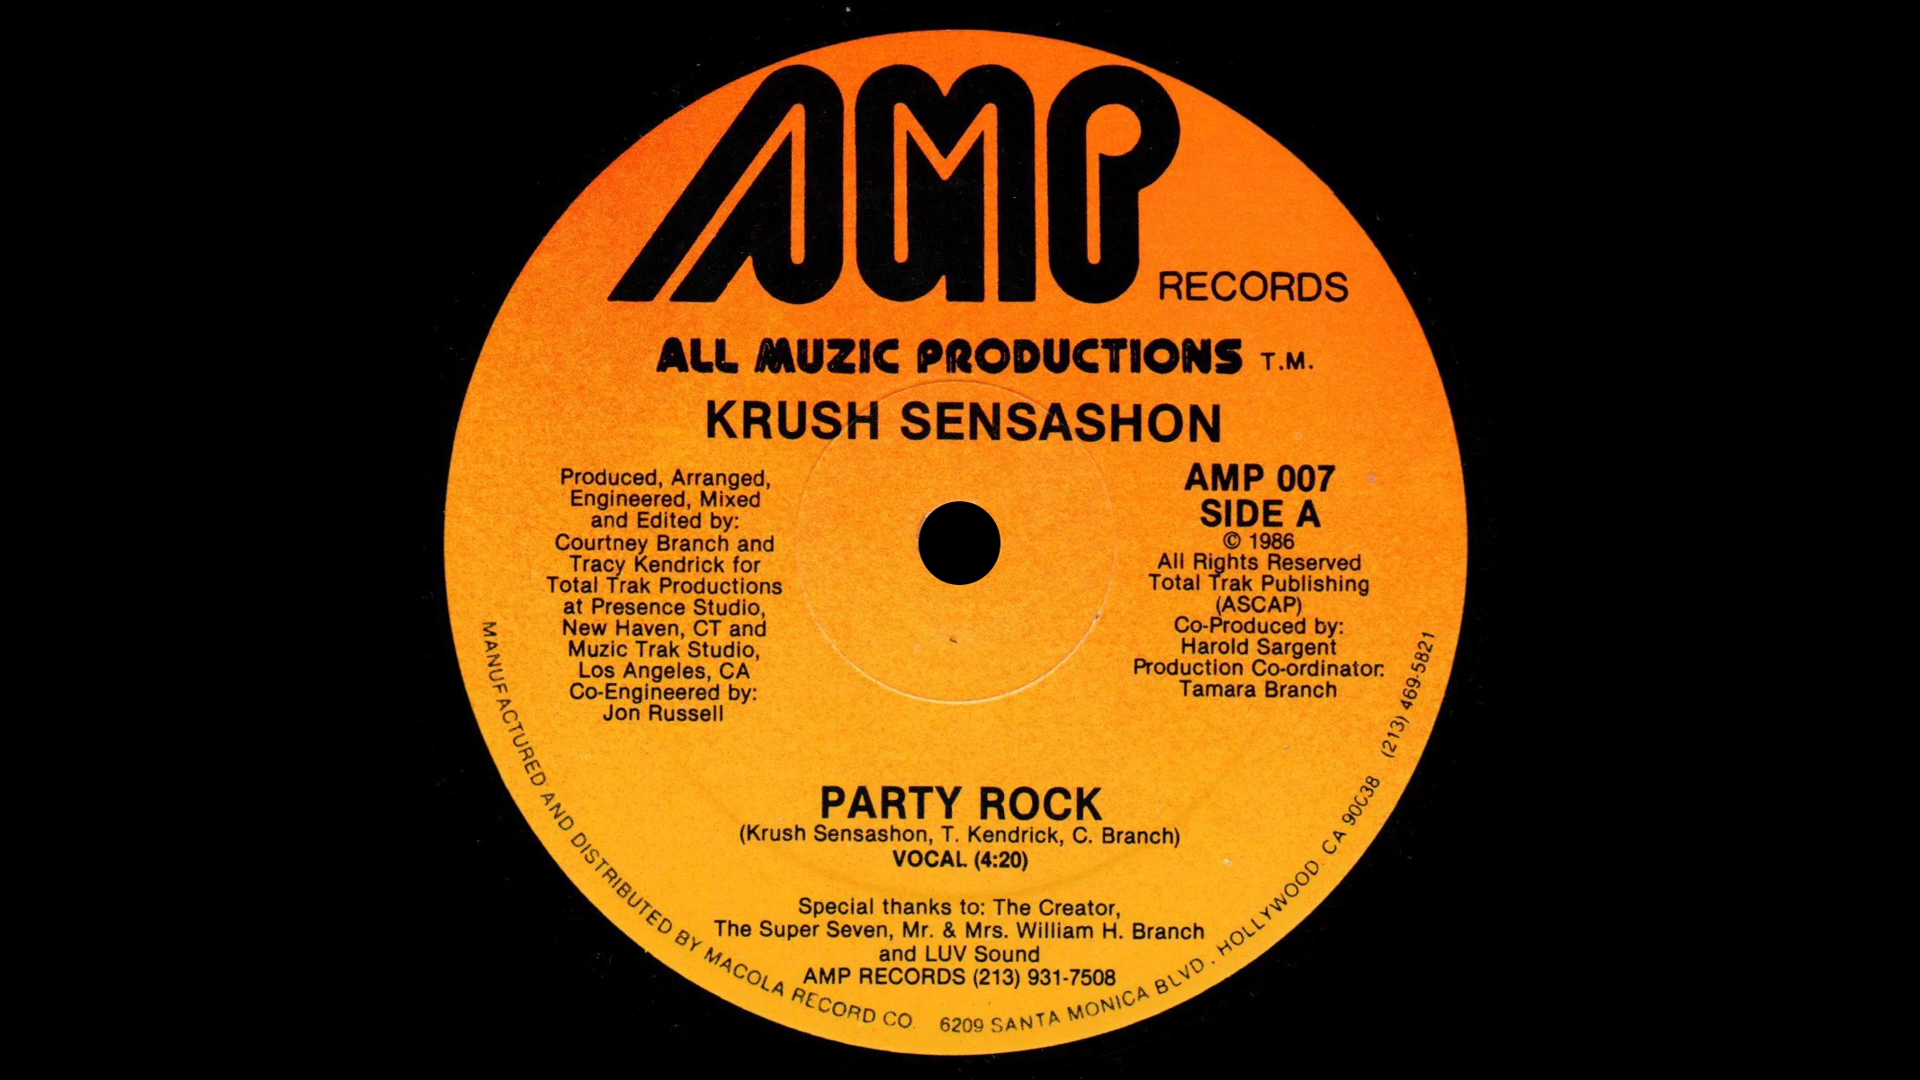 AMP
RECORDS
ALL MUZIC PRODUCTIONS T.M.
KRUSH SENSASHON
Produced, Arranged,
Engineered, Mixed
and Edited by:
Courtney Branch and
Tracy Kendrick for
Total Trak Productions
at Presence Studio,
New Haven, CT and
Muzic Trak Studio,
Los Angeles, CA
Co-Engineered by:
Jon Russell
AMP 007
SIDE A
© 1986
All Rights Reserved
Total Trak Publishing
(ASCAP)
Co-Produced by:
Harold Sargent
Production Co-ordinator:
Tamara Branch
PARTY ROCK
(Krush Sensashon, T. Kendrick, C. Branch)
VOCAL (4:20)
Special thanks to: The Creator,
The Super Seven, Mr. & Mrs. William H. Branch
and LUV Sound
AMP RECORDS (213) 931-7508
MANUFACTURED AND DISTRIBUTED BY MACOLA RECORD CO. 6209 SANTA MONICA BLVD., HOLLYWOOD, CA 90038 (213) 469-5821